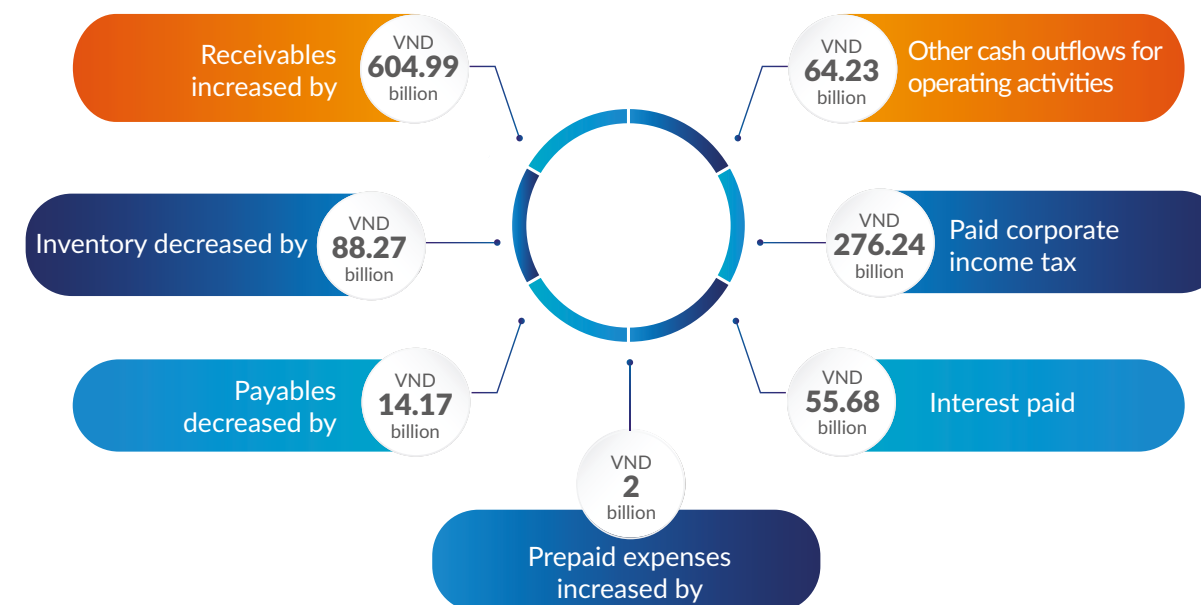 Receivables
increased by
VND
604.99
billion
VND
64.23
billion
Other cash outflows for
operating activities
Inventory decreased by
VND
88.27
billion
VND
276.24
billion
Paid corporate
income tax
Payables
decreased by
VND
14.17
billion
VND
55.68
billion
Interest paid
VND
2
billion
Prepaid expenses
increased by